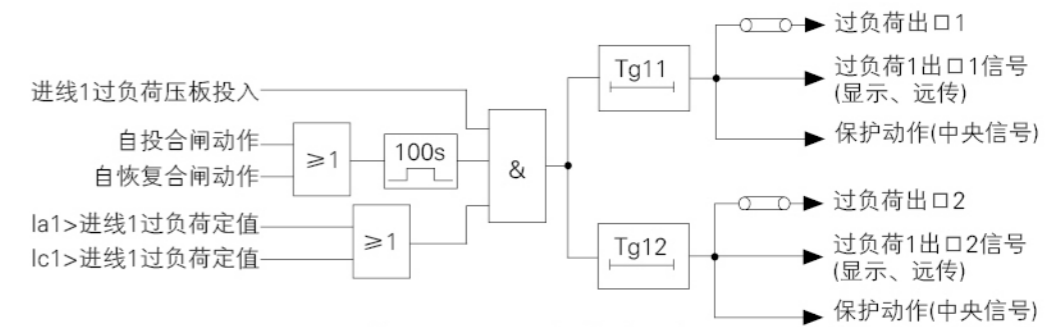 进线1过负荷压板投入
自投合闸动作
自恢复合闸动作
≥1
100s
Ia1>进线1过负荷定值
Ic1>进线1过负荷定值
≥1
&
Tg11
过负荷出口1
过负荷1出口1信号
(显示、远传)
保护动作(中央信号)
Tg12
过负荷出口2
过负荷1出口2信号
(显示、远传)
保护动作(中央信号)